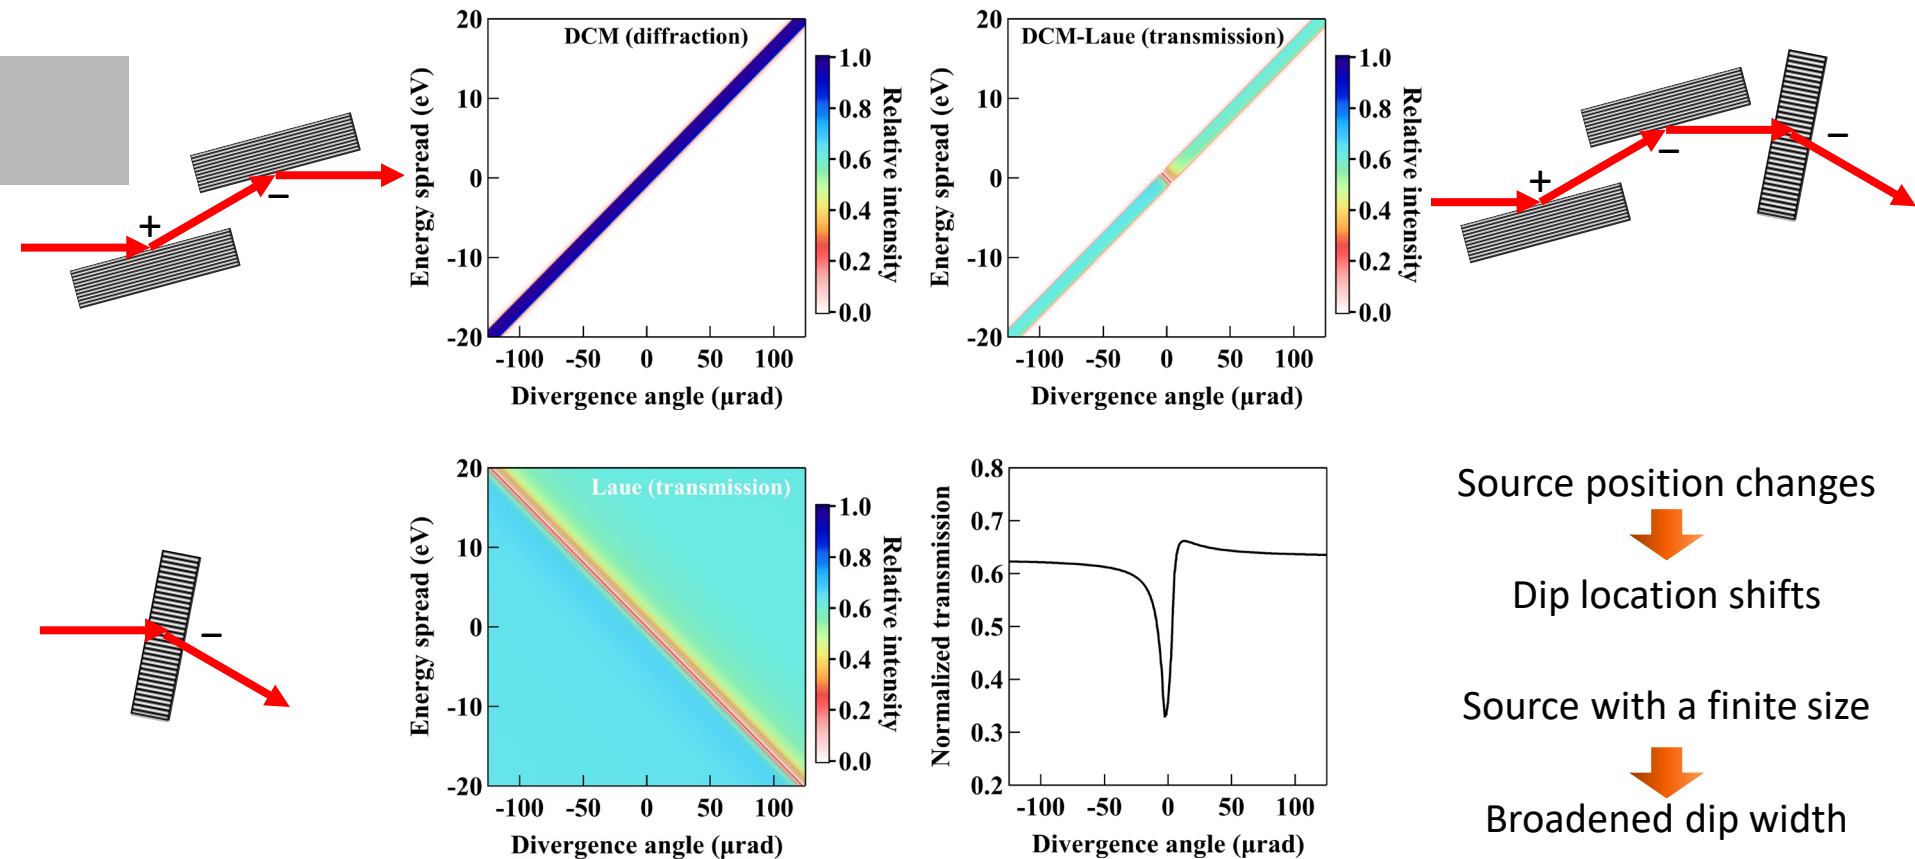 +
−
20
10
0
-10
-20
Energy spread (eV)
DCM (diffraction)
-100 -50 0 50 100
Divergence angle (μrad)
1.0
0.8
0.6
0.4
0.2
0.0
Relative intensity
20
10
0
-10
-20
Energy spread (eV)
DCM-Laue (transmission)
-100 -50 0 50 100
Divergence angle (μrad)
1.0
0.8
0.6
0.4
0.2
0.0
Relative intensity
+
−
−
−
20
10
0
-10
-20
Energy spread (eV)
Laue (transmission)
-100 -50 0 50 100
Divergence angle (μrad)
1.0
0.8
0.6
0.4
0.2
0.0
Relative intensity
0.8
0.7
0.6
0.5
0.4
0.3
0.2
Normalized transmission
-100 -50 0 50 100
Divergence angle (μrad)
Source position changes
Dip location shifts
Source with a finite size
Broadened dip width